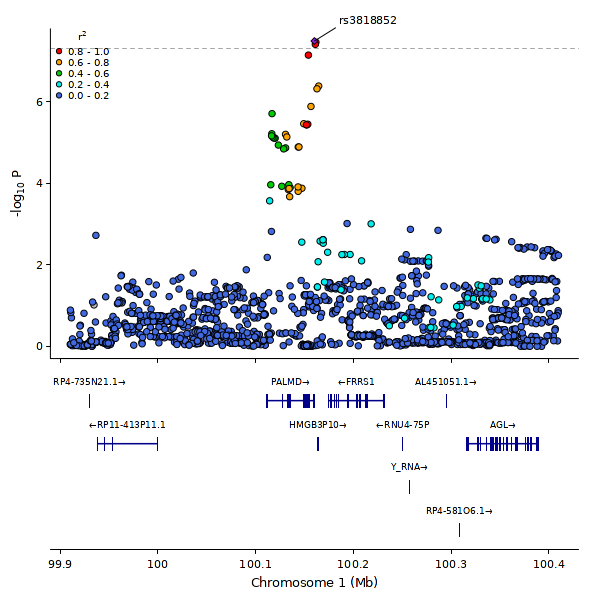 rs3818852
r²
0.8 - 1.0
0.6 - 0.8
0.4 - 0.6
0.2 - 0.4
0.0 - 0.2
6
4
2
0
-log₁₀ P
RP4-735N21.1→
PALMD→
←FRRS1
AL451051.1→
←RP11-413P11.1
HMGB3P10→
←RNU4-75P
AGL→
Y_RNA→
RP4-581O6.1→
99.9
100
100.1
100.2
100.3
100.4
Chromosome 1 (Mb)